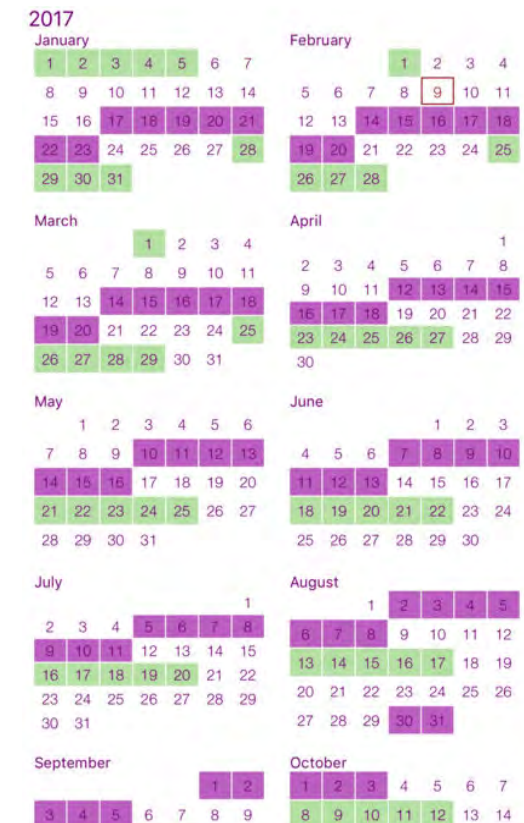 2017
January
1 2 3 4 5 6 7
8 9 10 11 12 13 14
15 16 17 18 19 20 21
22 23 24 25 26 27 28
29 30 31
February
1 2 3 4
5 6 7 8 9 10 11
12 13 14 15 16 17 18
19 20 21 22 23 24 25
26 27 28
March
1 2 3 4
5 6 7 8 9 10 11
12 13 14 15 16 17 18
19 20 21 22 23 24 25
26 27 28 29 30 31
April
1
2 3 4 5 6 7 8
9 10 11 12 13 14 15
16 17 18 19 20 21 22
23 24 25 26 27 28 29
30
May
1 2 3 4 5 6
7 8 9 10 11 12 13
14 15 16 17 18 19 20
21 22 23 24 25 26 27
28 29 30 31
June
1 2 3
4 5 6 7 8 9 10
11 12 13 14 15 16 17
18 19 20 21 22 23 24
25 26 27 28 29 30
July
1
2 3 4 5 6 7 8
9 10 11 12 13 14 15
16 17 18 19 20 21 22
23 24 25 26 27 28 29
30 31
August
1 2 3 4 5
6 7 8 9 10 11 12
13 14 15 16 17 18 19
20 21 22 23 24 25 26
27 28 29 30 31
September
1 2
3 4 5 6 7 8 9
October
1 2 3 4 5 6 7
8 9 10 11 12 13 14